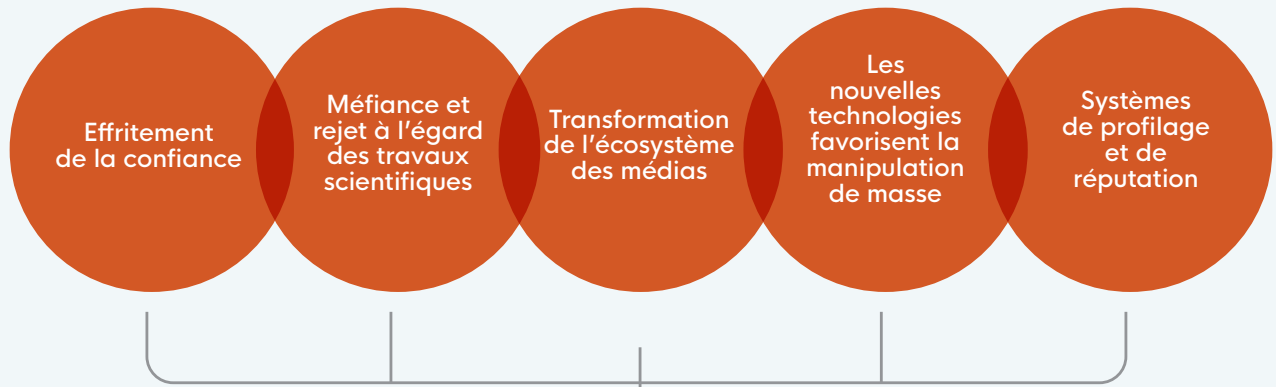 Effritement
de la confiance
Méfiance et
rejet à l'égard
des travaux
scientifiques
Transformation
de l'écosystème
des médias
Les
nouvelles
technologies
favorisent la
manipulation
de masse
Systèmes
de profilage
et de
réputation